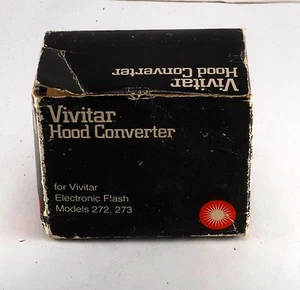 Vivitar
Hood Converter
Vivitar
Hood Converter
for Vivitar
Electronic Flash
Models 272, 273